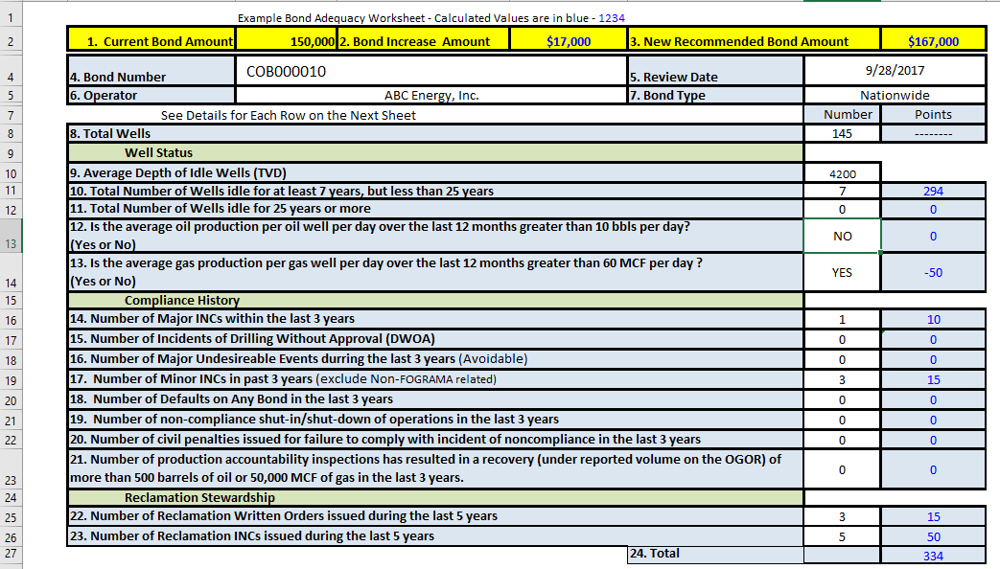 Example Bond Adequacy Worksheet - Calculated Values are in blue - 1234
1. Current Bond Amount 150,000 2. Bond Increase Amount $17,000 3. New Recommended Bond Amount $167,000
4. Bond Number COB000010 5. Review Date 9/28/2017
6. Operator ABC Energy, Inc. 7. Bond Type Nationwide
See Details for Each Row on the Next Sheet Number Points
8. Total Wells 145 --------
Well Status
9. Average Depth of Idle Wells (TVD) 4200
10. Total Number of Wells idle for at least 7 years, but less than 25 years 7 294
11. Total Number of Wells idle for 25 years or more 0 0
12. Is the average oil production per oil well per day over the last 12 months greater than 10 bbls per day?
(Yes or No) NO 0
13. Is the average gas production per gas well per day over the last 12 months greater than 60 MCF per day ?
(Yes or No) YES -50
Compliance History
14. Number of Major INCs within the last 3 years 1 10
15. Number of Incidents of Drilling Without Approval (DWOA) 0 0
16. Number of Major Undesireable Events durring the last 3 years (Avoidable) 0 0
17. Number of Minor INCs in past 3 years (exclude Non-FOGRAMA related) 3 15
18. Number of Defaults on Any Bond in the last 3 years 0 0
19. Number of non-compliance shut-in/shut-down of operations in the last 3 years 0 0
20. Number of civil penalties issued for failure to comply with incident of noncompliance in the last 3 years 0 0
21. Number of production accountability inspections has resulted in a recovery (under reported volume on the OGOR) of
more than 500 barrels of oil or 50,000 MCF of gas in the last 3 years. 0 0
Reclamation Stewardship
22. Number of Reclamation Written Orders issued during the last 5 years 3 15
23. Number of Reclamation INCs issued during the last 5 years 5 50
24. Total 334
1
2
4
5
7
8
9
10
11
12
13
14
15
16
17
18
19
20
21
22
23
24
25
26
27